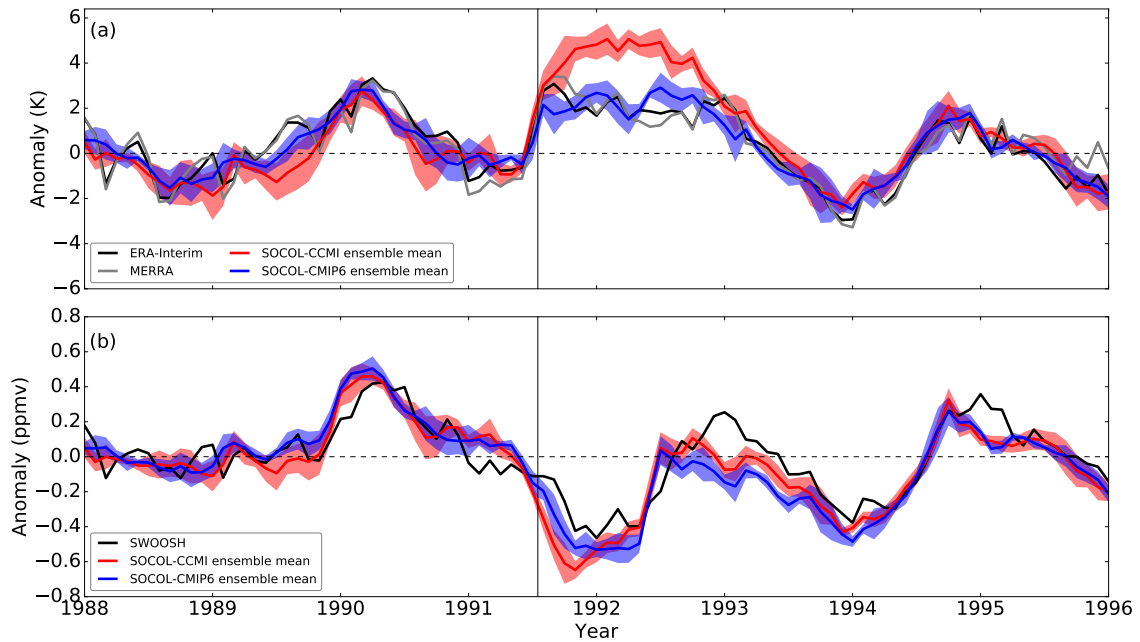 (a)
6
4
2
0
−2
−4
−6
Anomaly (K)
ERA-Interim
MERRA
SOCOL-CCMI ensemble mean
SOCOL-CMIP6 ensemble mean
(b)
0.8
0.6
0.4
0.2
0.0
−0.2
−0.4
−0.6
−0.8
Anomaly (ppmv)
SWOOSH
SOCOL-CCMI ensemble mean
SOCOL-CMIP6 ensemble mean
1988 1989 1990 1991 1992 1993 1994 1995 1996
Year